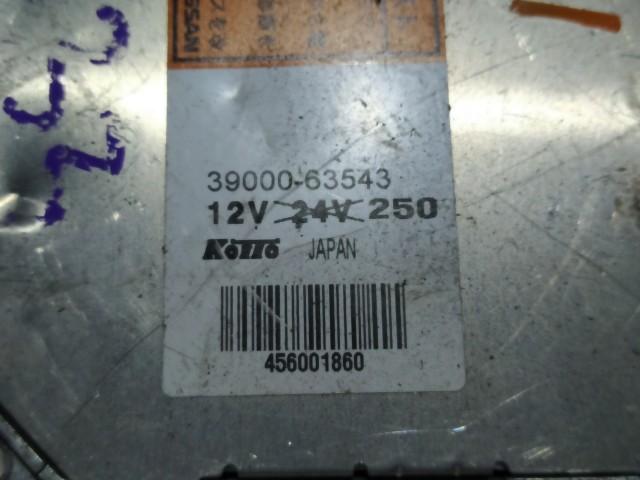 NISSAN
39000-63543
12V 24V 250
KOITO JAPAN
456001860